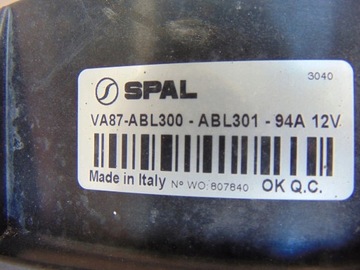 3040
SPAL
VA87-ABL300 - ABL301 - 94A 12V
Made in Italy Nº WO: 807840 OK Q.C.